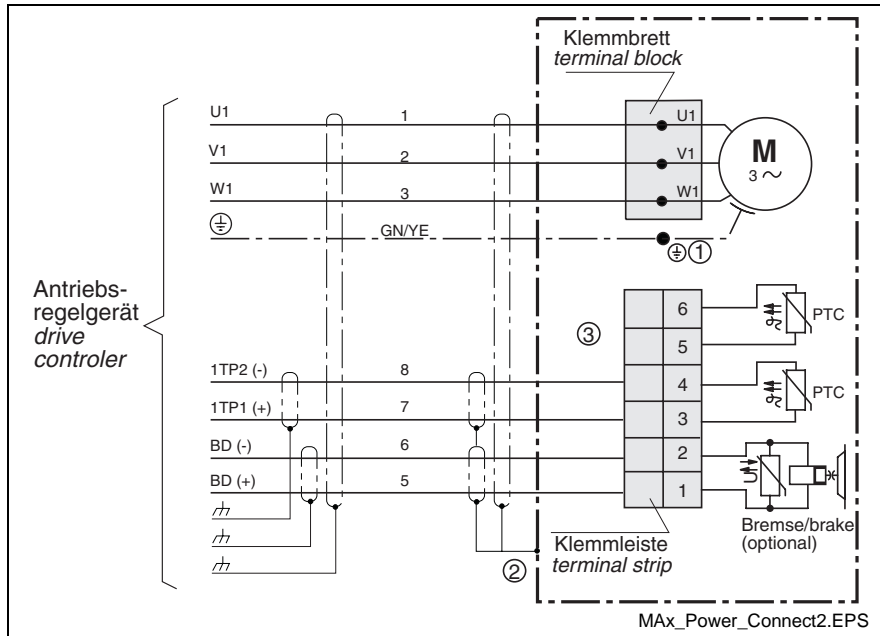 Klemmbrett
terminal block
U1 1 U1
V1 2 V1
M
3 ~
W1 3 W1
GN/YE
①
Antriebs-
regelgerät
drive
controler
③
6 PTC
5
1TP2 (-) 8 4 PTC
1TP1 (+) 7 3
BD (-) 6 2
U
BD (+) 5 1
Bremse/brake
(optional)
Klemmleiste
terminal strip
②
MAx_Power_Connect2.EPS